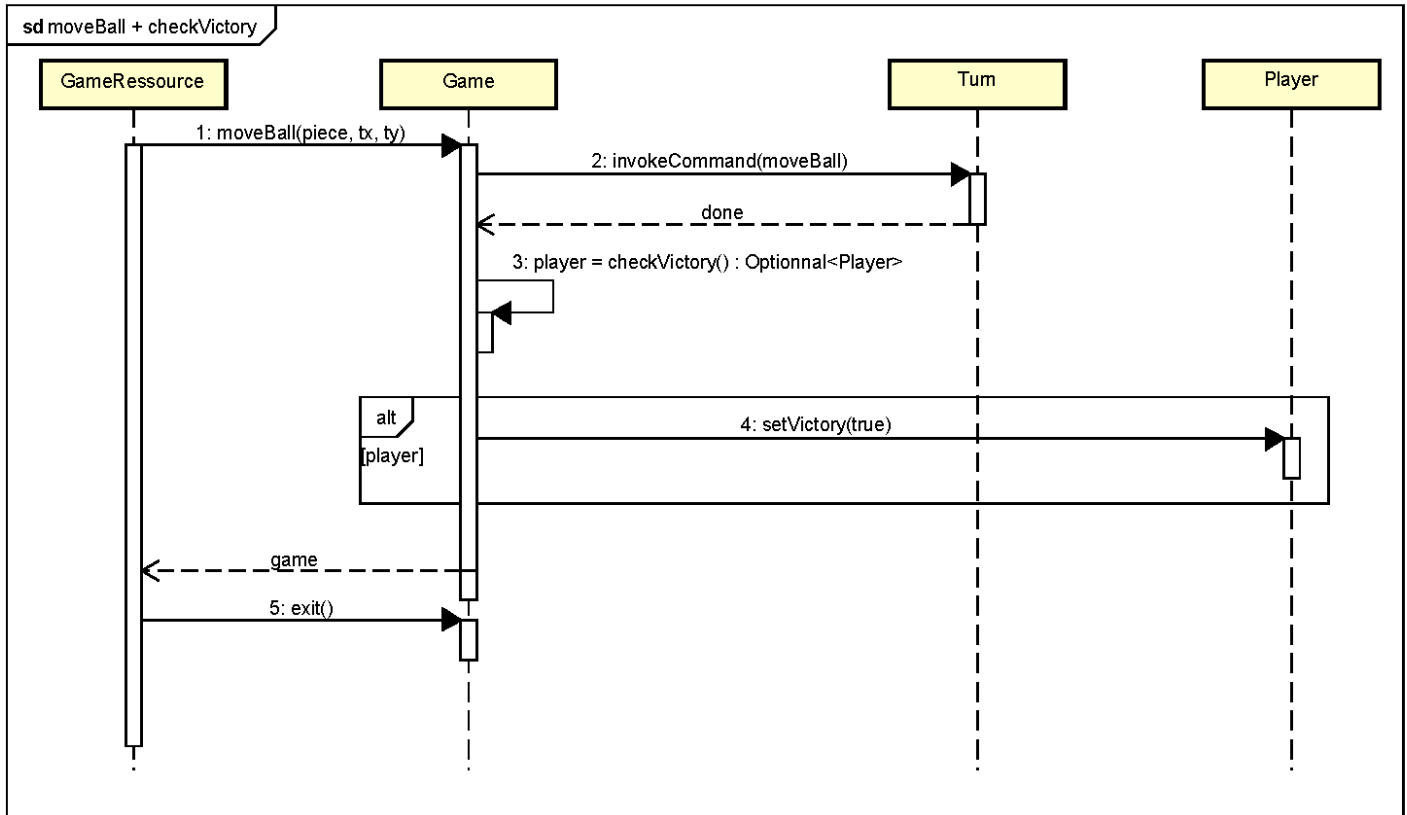 sd moveBall + checkVictory
GameRessource
Game
Turn
Player
1: moveBall(piece, tx, ty)
2: invokeCommand(moveBall)
done
3: player = checkVictory() : Optionnal<Player>
alt
4: setVictory(true)
[player]
game
5: exit()